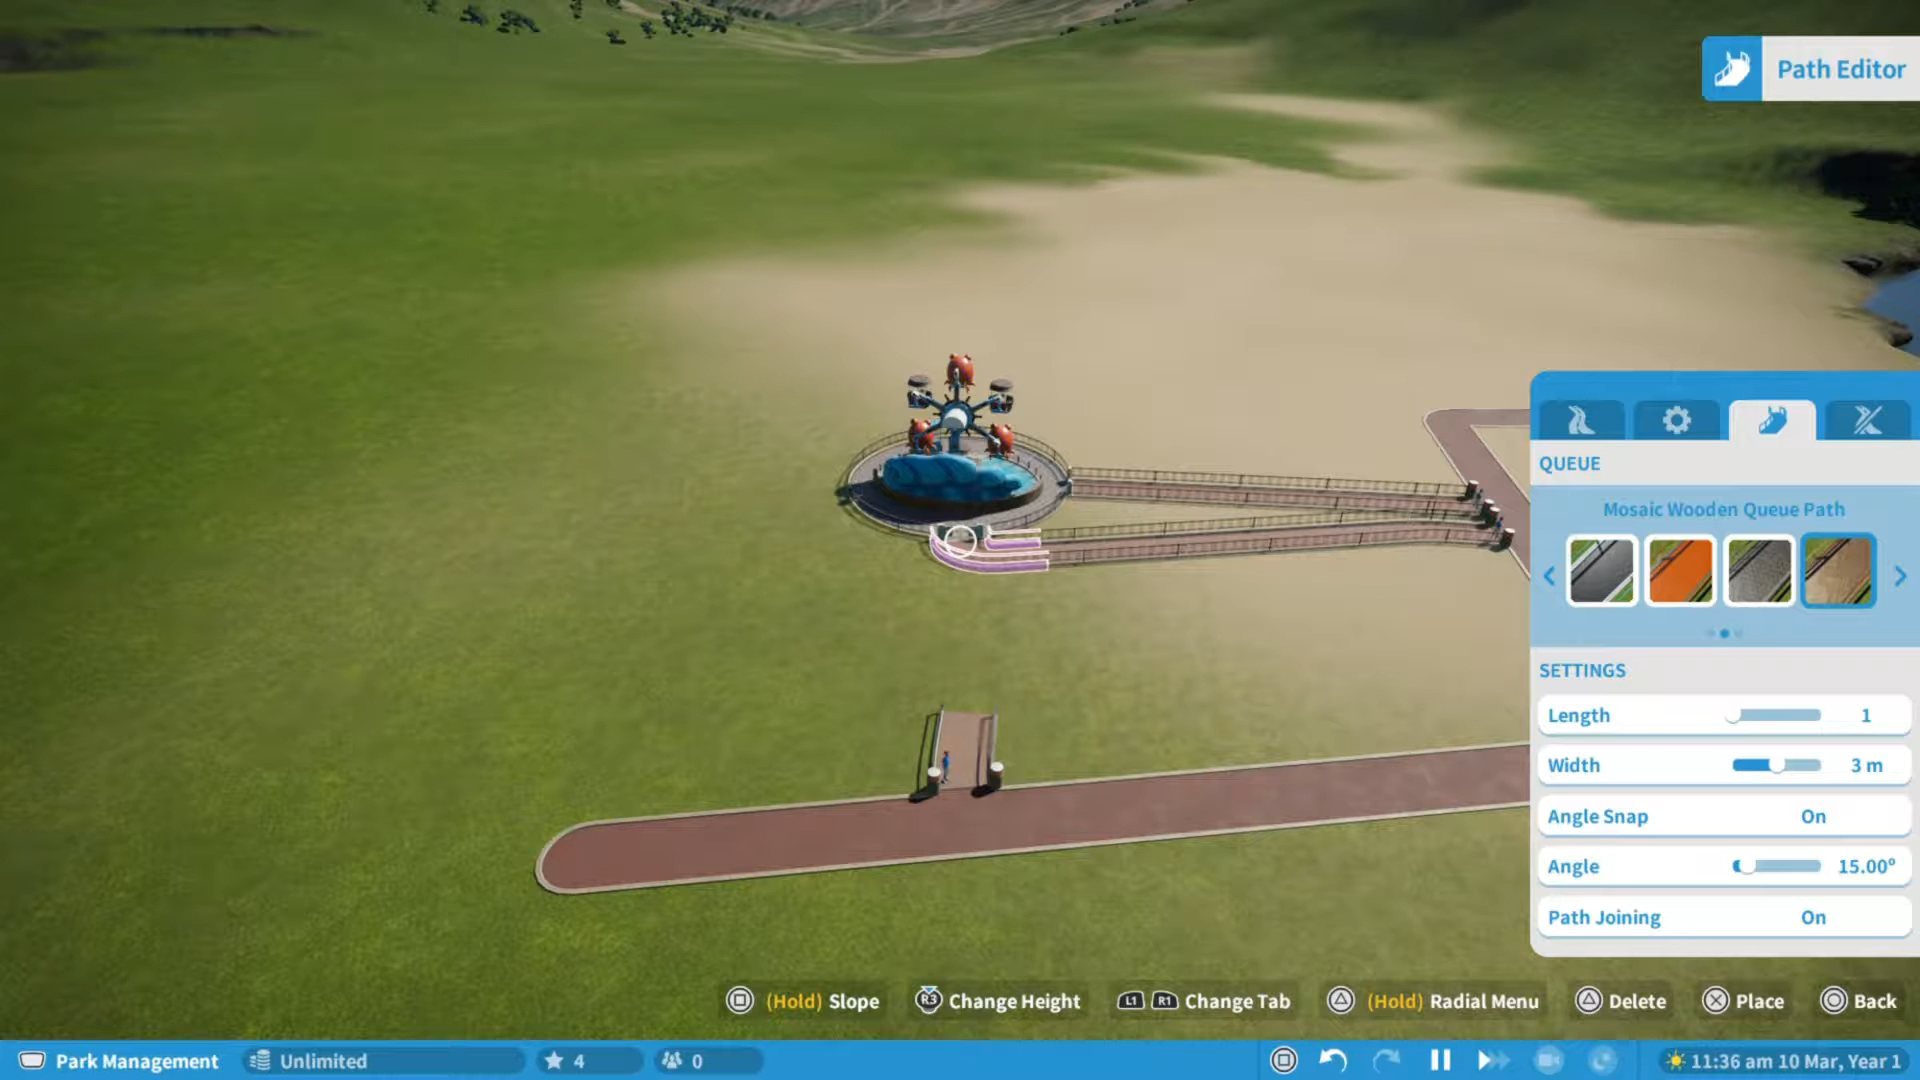 Path Editor
QUEUE
Mosaic Wooden Queue Path
SETTINGS
Length 1
Width 3 m
Angle Snap On
Angle 15.00°
Path Joining On
(Hold) Slope R3 Change Height L1 R1 Change Tab (Hold) Radial Menu Delete Place Back
Park Management Unlimited 4 0 11:36 am 10 Mar, Year 1